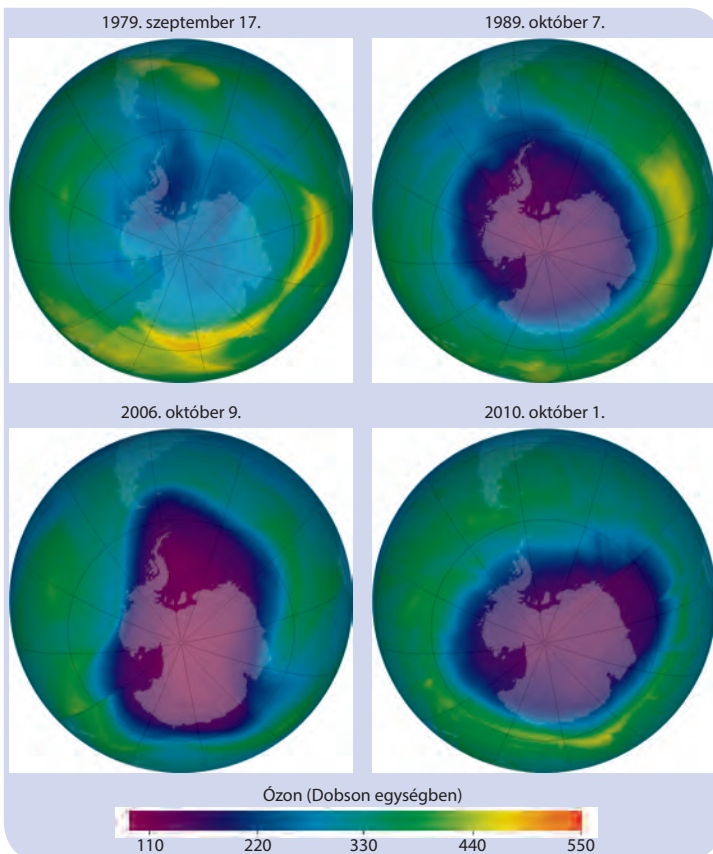 1979. szeptember 17.
1989. október 7.
2006. október 9.
2010. október 1.
Ózon (Dobson egységben)
110 220 330 440 550